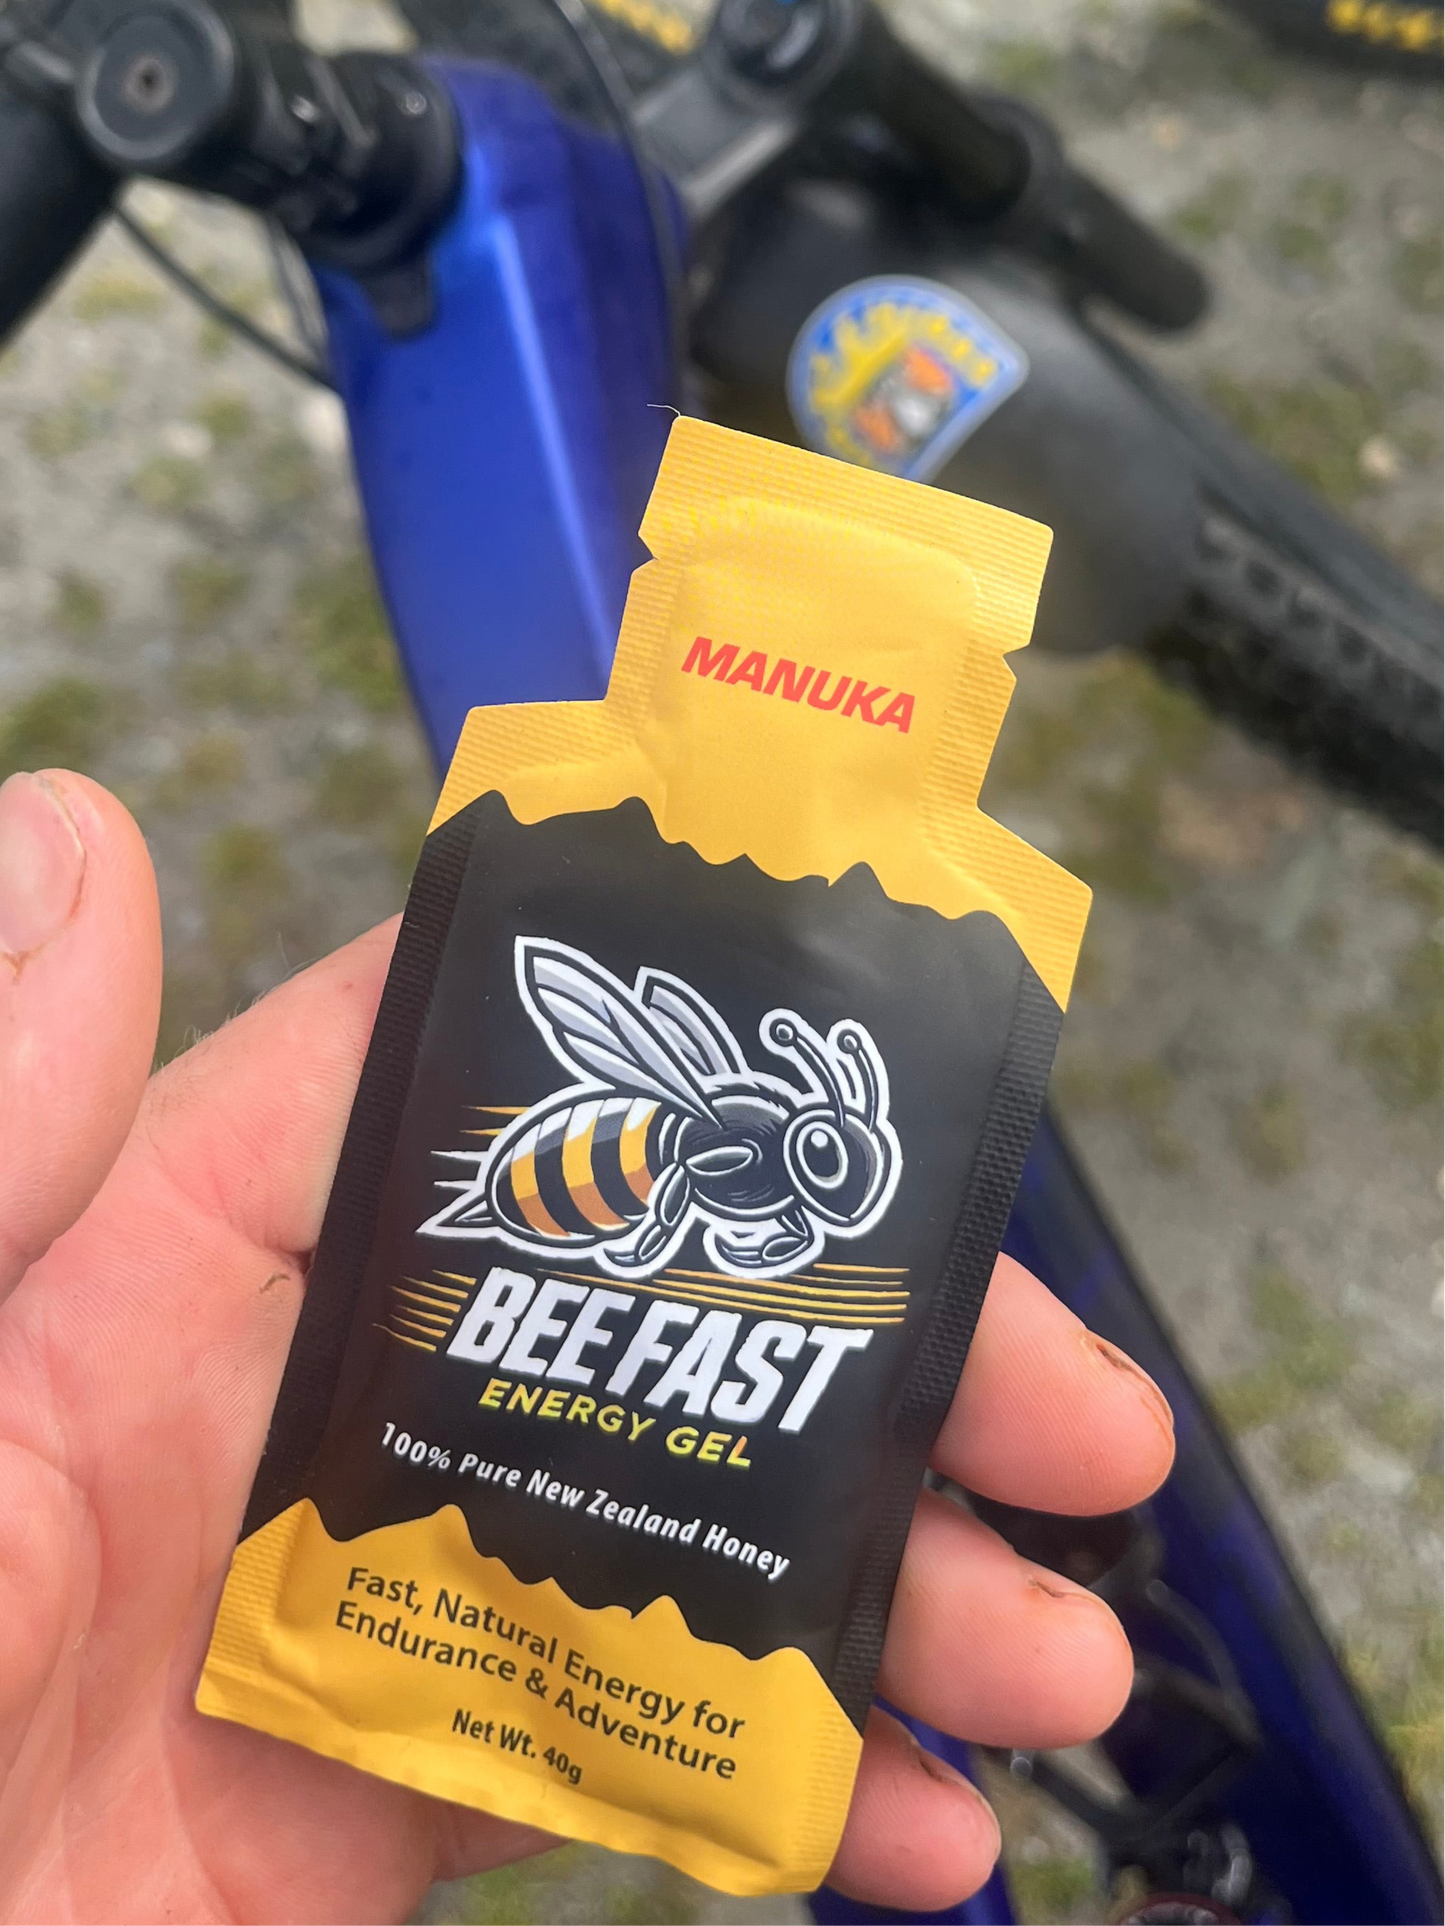 MANUKA
BEE FAST
ENERGY GEL
100% Pure New Zealand Honey
Fast, Natural Energy for
Endurance & Adventure
Net Wt. 40g